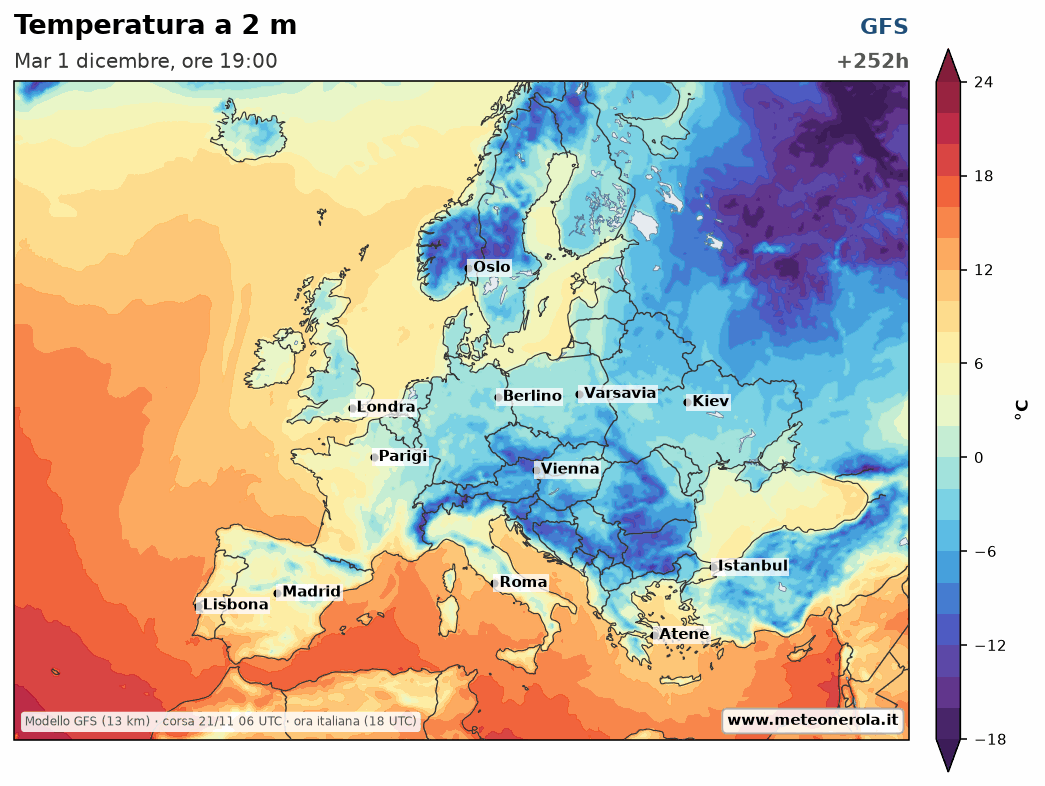 Temperatura a 2 m
GFS
Mar 1 dicembre, ore 19:00
+252h
24
18
12
6
0
−6
−12
−18
°C
Oslo
Berlino
Varsavia
Kiev
Londra
Parigi
Vienna
Istanbul
Roma
Madrid
Lisbona
Atene
Modello GFS (13 km) · corsa 21/11 06 UTC · ora italiana (18 UTC)
www.meteonerola.it